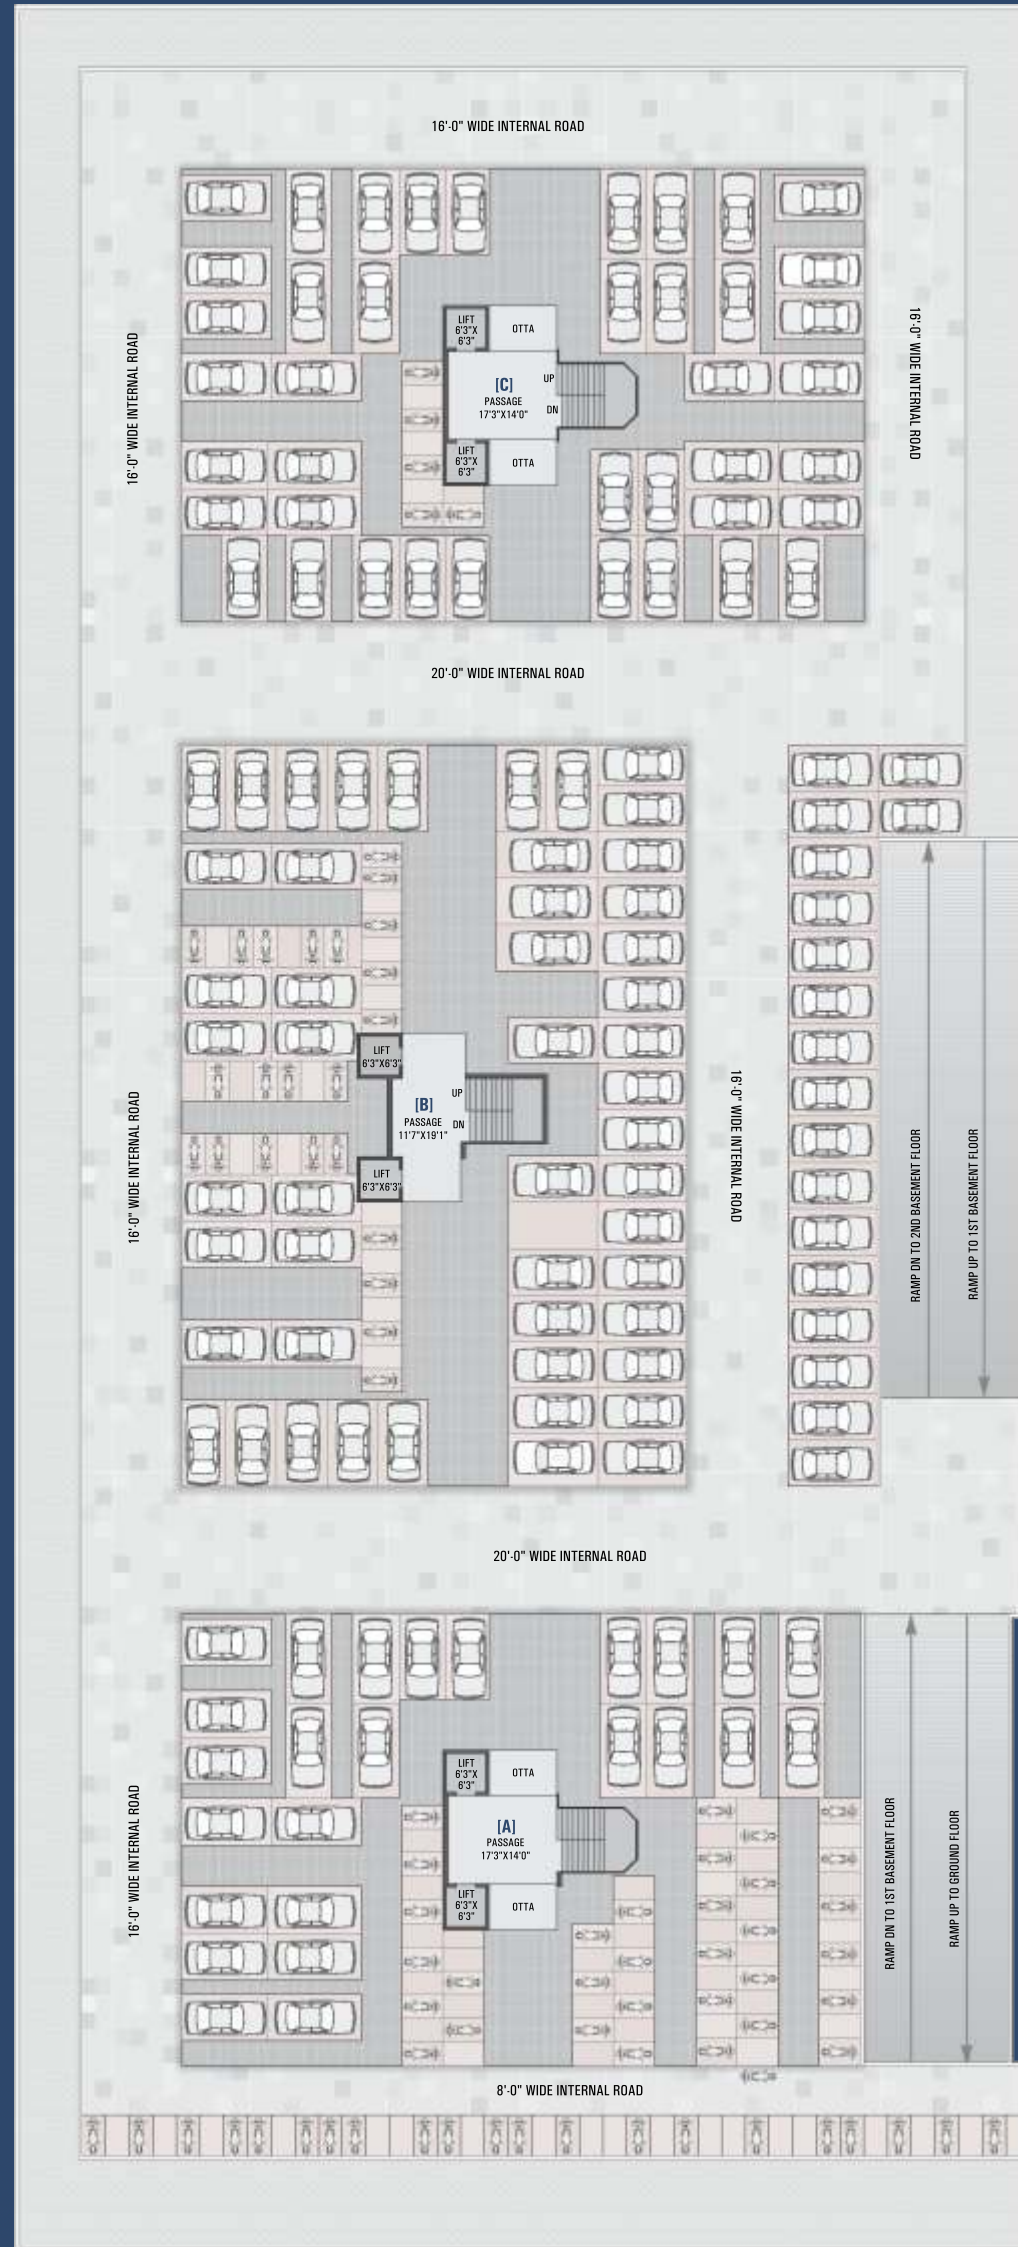 16'-0" WIDE INTERNAL ROAD
LIFT
6'3"X
6'3"
OTTA
16'-0" WIDE INTERNAL ROAD
16'-0" WIDE INTERNAL ROAD
[C]
PASSAGE
17'3"X14'0"
UP
DN
LIFT
6'3"X
6'3"
OTTA
20'-0" WIDE INTERNAL ROAD
LIFT
6'3"X6'3"
16'-0" WIDE INTERNAL ROAD
[B]
PASSAGE
11'7"X19'1"
UP
DN
16'-0" WIDE INTERNAL ROAD
RAMP DN TO 2ND BASEMENT FLOOR
RAMP UP TO 1ST BASEMENT FLOOR
LIFT
6'3"X6'3"
20'-0" WIDE INTERNAL ROAD
LIFT
6'3"X
6'3"
OTTA
16'-0" WIDE INTERNAL ROAD
[A]
PASSAGE
17'3"X14'0"
RAMP DN TO 1ST BASEMENT FLOOR
RAMP UP TO GROUND FLOOR
LIFT
6'3"X
6'3"
OTTA
8'-0" WIDE INTERNAL ROAD